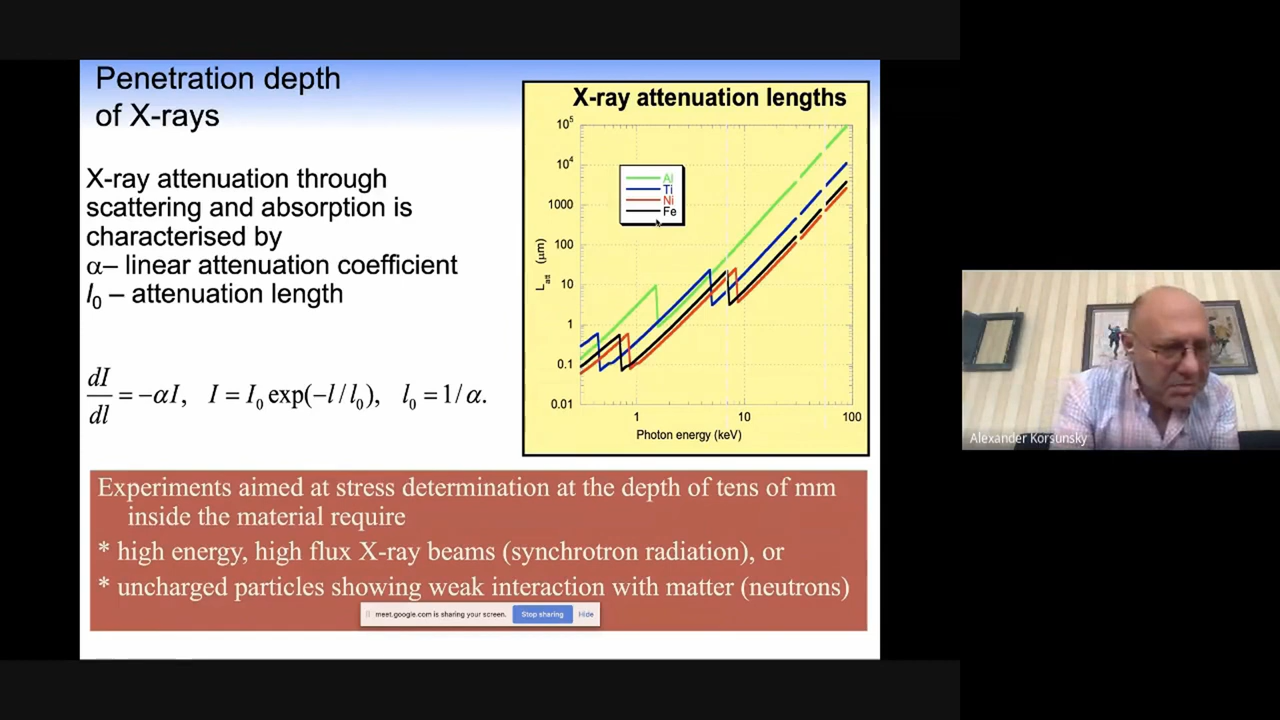 Penetration depth
of X-rays
X-ray attenuation through
scattering and absorption is
characterised by
α– linear attenuation coefficient
l₀ – attenuation length
dI/dl = −αI, I = I₀ exp(−l / l₀), l₀ = 1/α.
X-ray attenuation lengths
10⁵
10⁴
1000
100
10
1
0.1
0.01
L_att (μm)
Al
Ti
Ni
Fe
1 10 100
Photon energy (keV)
Experiments aimed at stress determination at the depth of tens of mm
inside the material require
* high energy, high flux X-ray beams (synchrotron radiation), or
* uncharged particles showing weak interaction with matter (neutrons)
meet.google.com is sharing your screen. Stop sharing Hide
Alexander Korsunsky